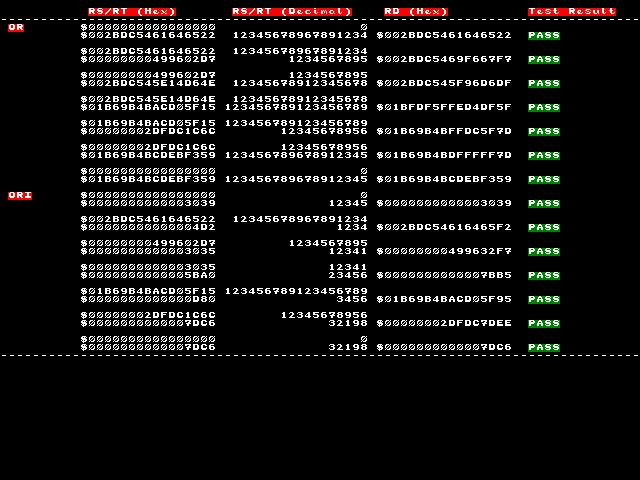 RS/RT (Hex) RS/RT (Decimal) RD (Hex) Test Result
--------------------------------------------------------------------------------
OR $0000000000000000 0
$002BDC5461646522 12345678967891234 $002BDC5461646522 PASS
$002BDC5461646522 12345678967891234
$00000000499602D7 1234567895 $002BDC5469F667F7 PASS
$00000000499602D7 1234567895
$002BDC545E14D64E 12345678912345678 $002BDC545F96D6DF PASS
$002BDC545E14D64E 12345678912345678
$01B69B4BACD05F15 123456789123456789 $01BFDF5FFED4DF5F PASS
$01B69B4BACD05F15 123456789123456789
$00000002DFDC1C6C 12345678956 $01B69B4BFFDC5F7D PASS
$00000002DFDC1C6C 12345678956
$01B69B4BCDEBF359 123456789678912345 $01B69B4BDFFFFF7D PASS
$0000000000000000 0
$01B69B4BCDEBF359 123456789678912345 $01B69B4BCDEBF359 PASS
ORI $0000000000000000 0
$0000000000003039 12345 $0000000000003039 PASS
$002BDC5461646522 12345678967891234
$00000000000004D2 1234 $002BDC54616465F2 PASS
$00000000499602D7 1234567895
$0000000000003035 12341 $00000000499632F7 PASS
$0000000000003035 12341
$0000000000005BA0 23456 $0000000000007BB5 PASS
$01B69B4BACD05F15 123456789123456789
$0000000000000D80 3456 $01B69B4BACD05F95 PASS
$00000002DFDC1C6C 12345678956
$0000000000007DC6 32198 $00000002DFDC7DEE PASS
$0000000000000000 0
$0000000000007DC6 32198 $0000000000007DC6 PASS
--------------------------------------------------------------------------------